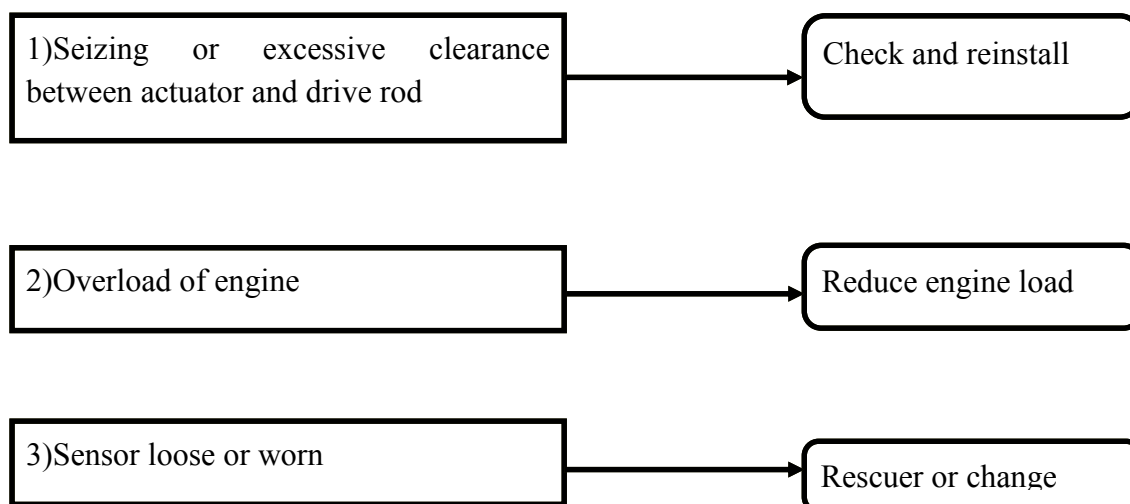 1)Seizing or excessive clearance
between actuator and drive rod
Check and reinstall
2)Overload of engine
Reduce engine load
3)Sensor loose or worn
Rescuer or change